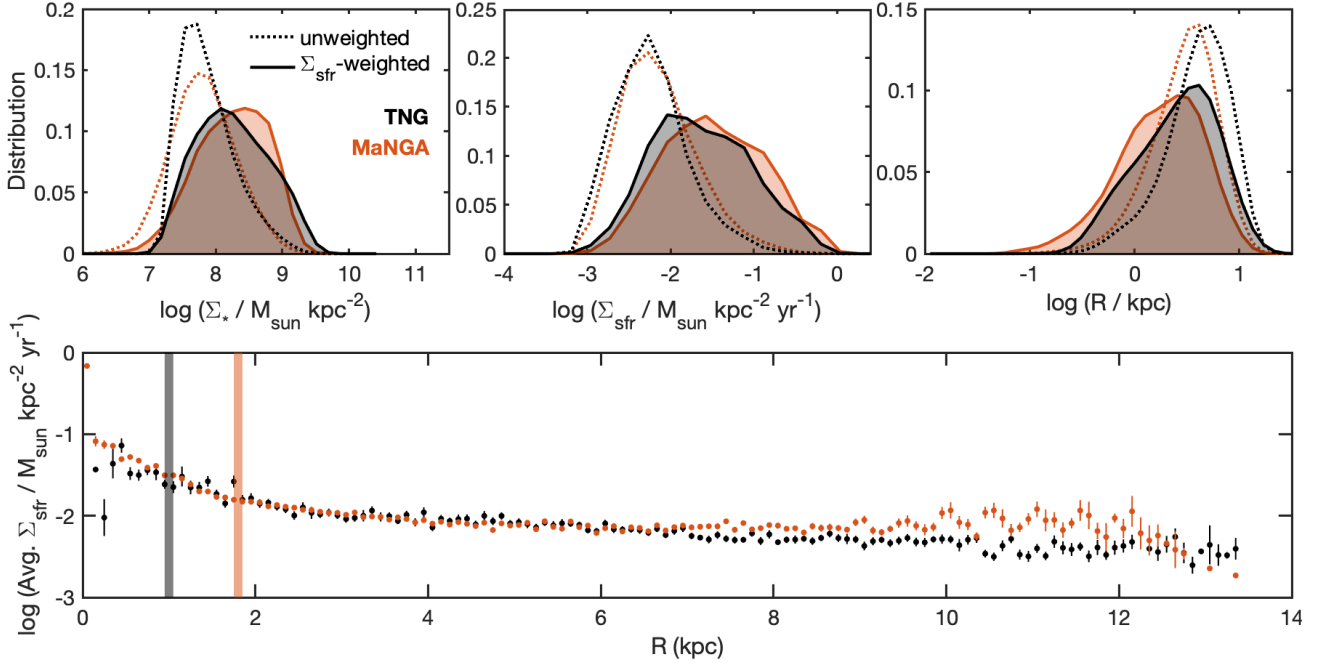 0.2
0.15
0.1
0.05
0
Distribution
unweighted
Σsfr-weighted
TNG
MaNGA
6 7 8 9 10 11
log (Σ* / Msun kpc-2)
0.25
0.2
0.15
0.1
0.05
0
-4 -3 -2 -1 0
log (Σsfr / Msun kpc-2 yr-1)
0.15
0.1
0.05
0
-2 -1 0 1
log (R / kpc)
log (Avg. Σsfr / Msun kpc-2 yr-1)
0
-1
-2
-3
0 2 4 6 8 10 12 14
R (kpc)